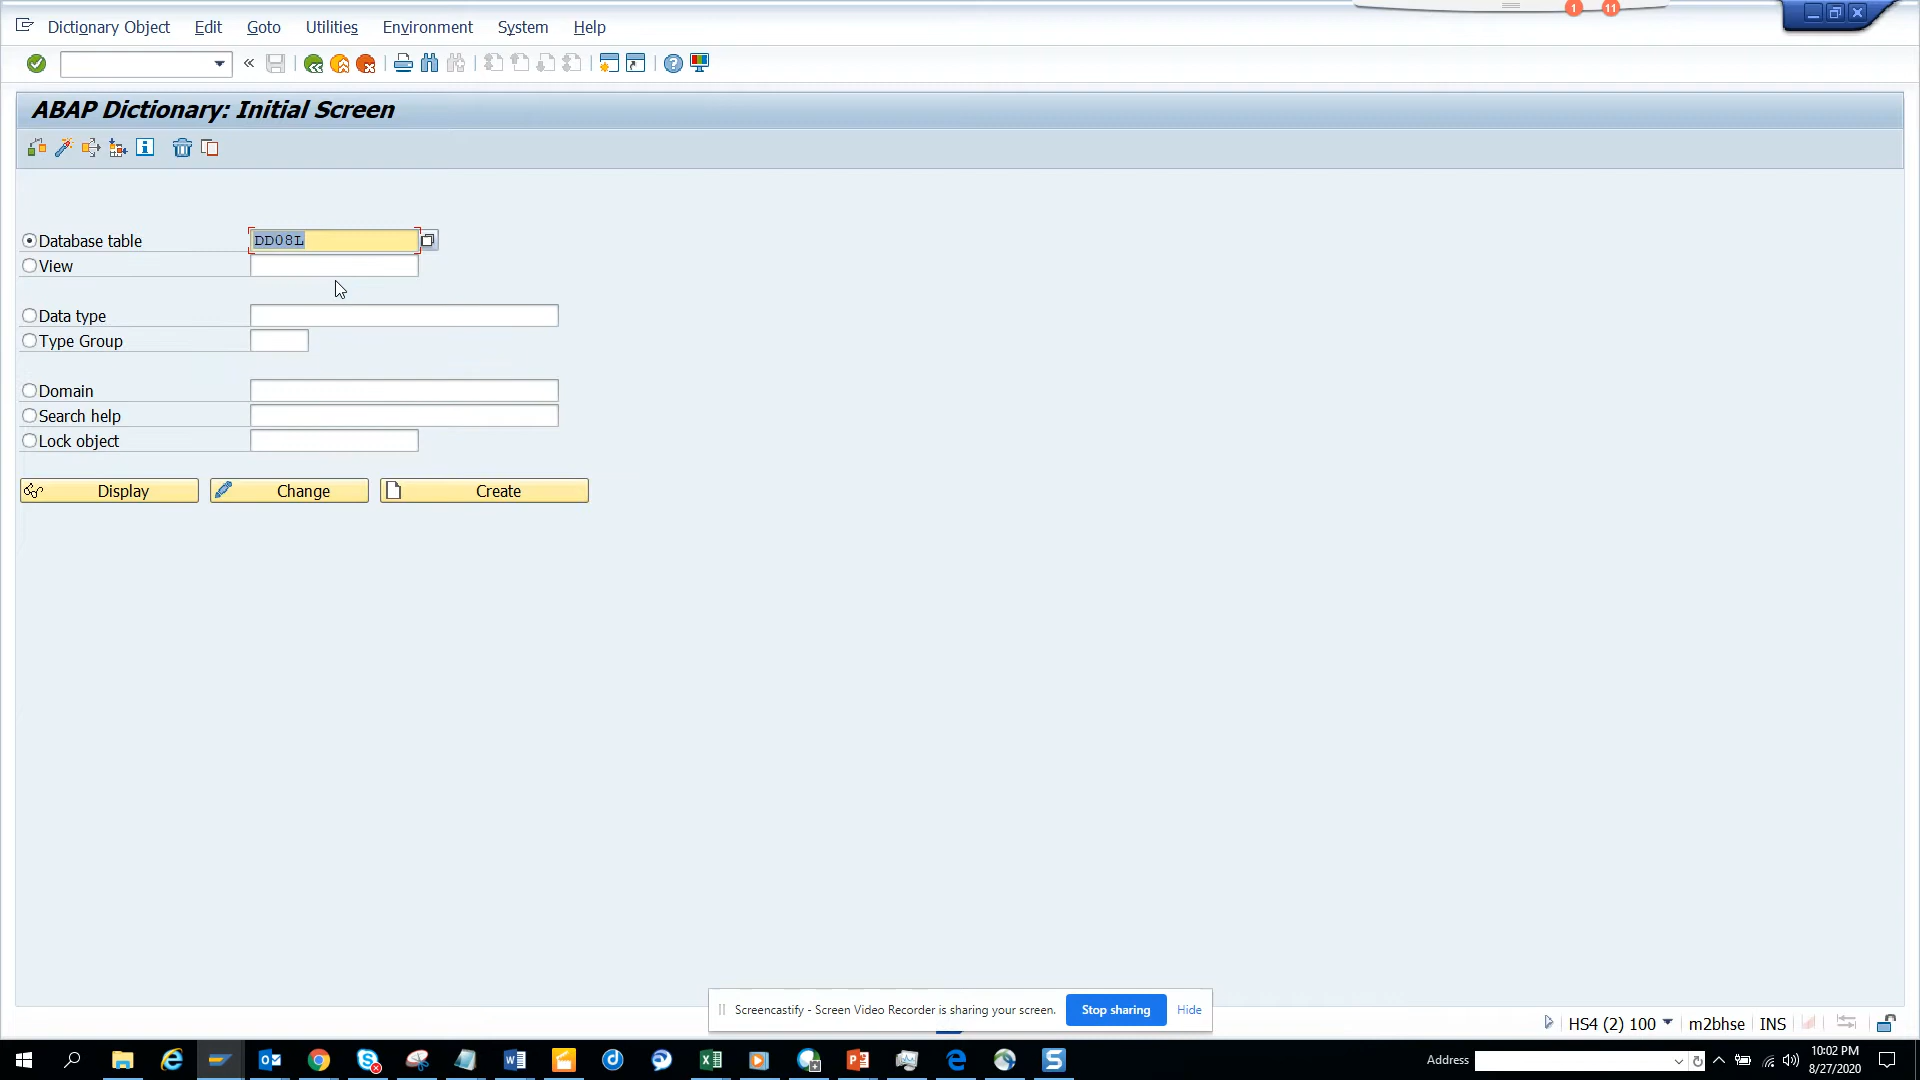 Dictionary Object Edit Goto Utilities Environment System Help
1 11
ABAP Dictionary: Initial Screen
Database table DD08L
View
Data type
Type Group
Domain
Search help
Lock object
Display Change Create
Screencastify - Screen Video Recorder is sharing your screen. Stop sharing Hide
HS4 (2) 100 m2bhse INS
Address
10:02 PM
8/27/2020